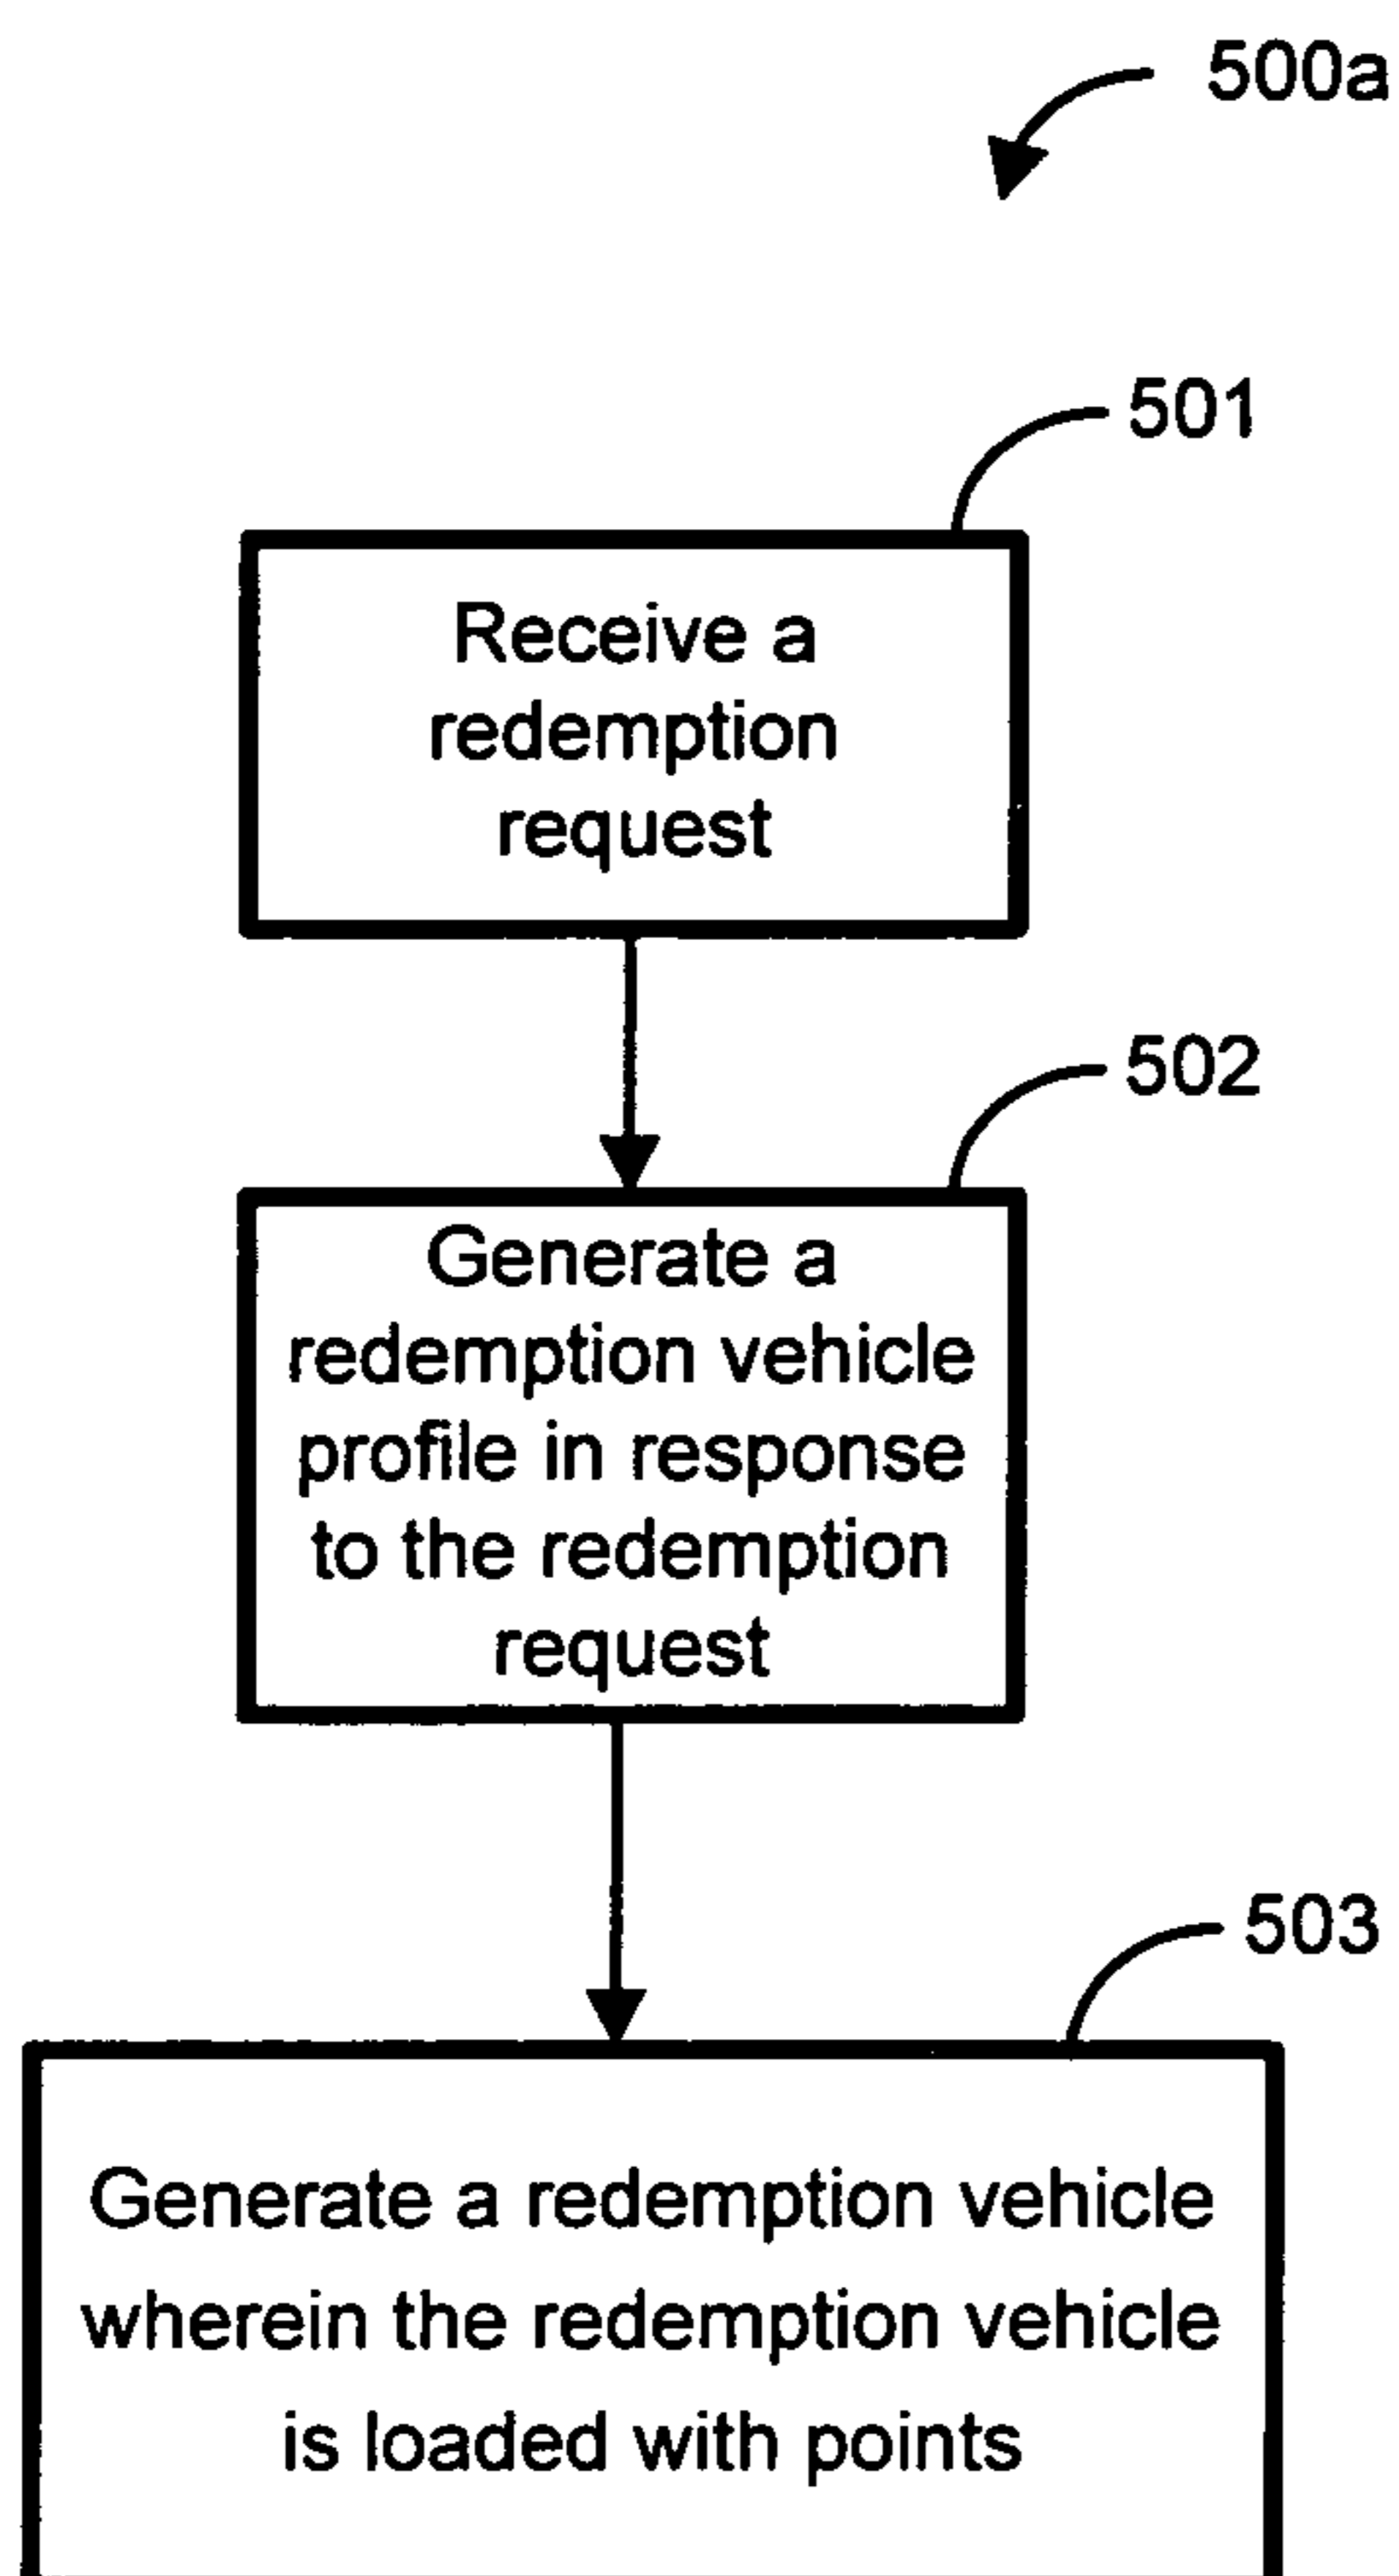 500a
501
Receive a
redemption
request
502
Generate a
redemption vehicle
profile in response
to the redemption
request
503
Generate a redemption vehicle
wherein the redemption vehicle
is loaded with points